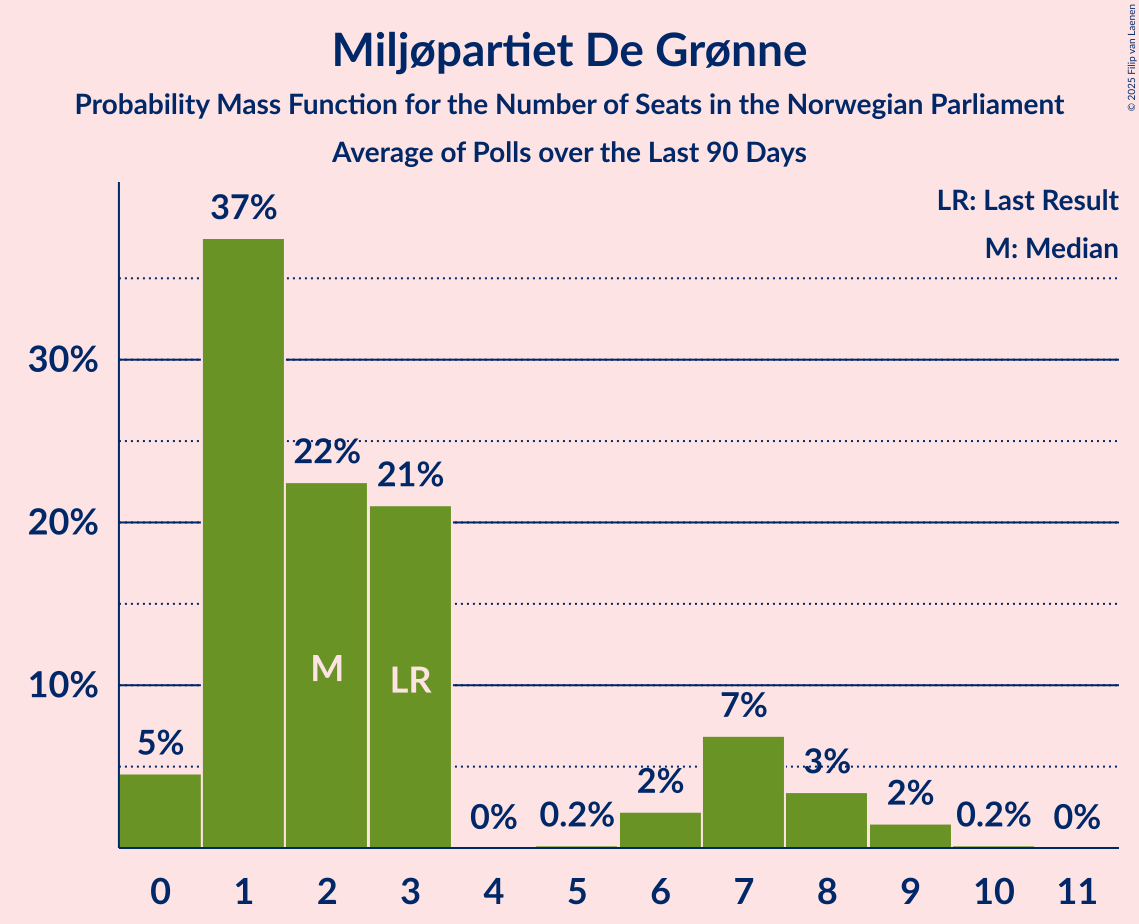 Miljøpartiet De Grønne
Probability Mass Function for the Number of Seats in the Norwegian Parliament
Average of Polls over the Last 90 Days
© 2025 Filip van Laenen
LR: Last Result
M: Median
37%
30%
22%
21%
20%
M
LR
10%
7%
5%
3%
2%
2%
0%
0.2%
0.2%
0%
0 1 2 3 4 5 6 7 8 9 10 11